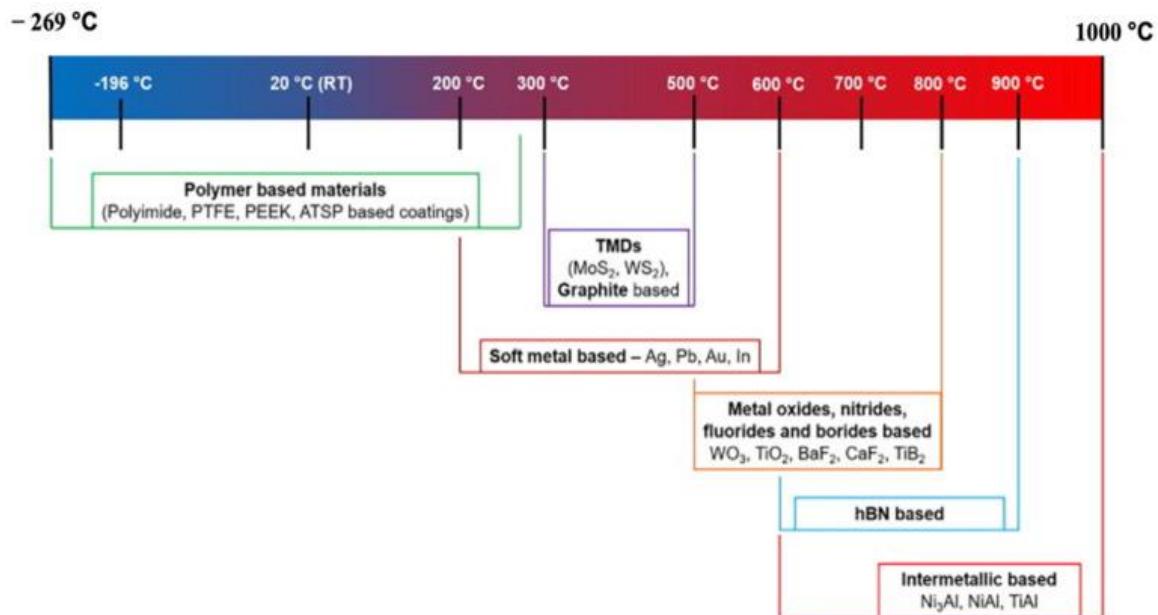 − 269 °C
1000 °C
-196 °C 20 °C (RT) 200 °C 300 °C 500 °C 600 °C 700 °C 800 °C 900 °C
Polymer based materials
(Polyimide, PTFE, PEEK, ATSP based coatings)
TMDs
(MoS₂, WS₂),
Graphite based
Soft metal based – Ag, Pb, Au, In
Metal oxides, nitrides,
fluorides and borides based
WO₃, TiO₂, BaF₂, CaF₂, TiB₂
hBN based
Intermetallic based
Ni₃Al, NiAl, TiAl